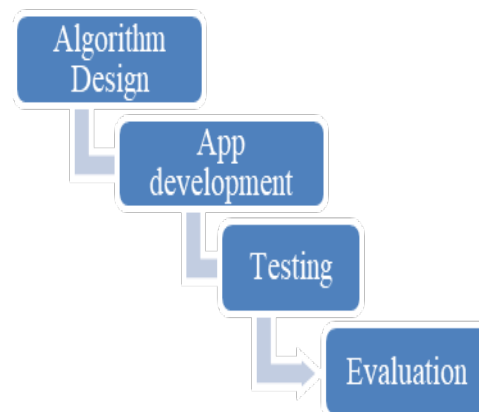 Algorithm
Design
App
development
Testing
Evaluation